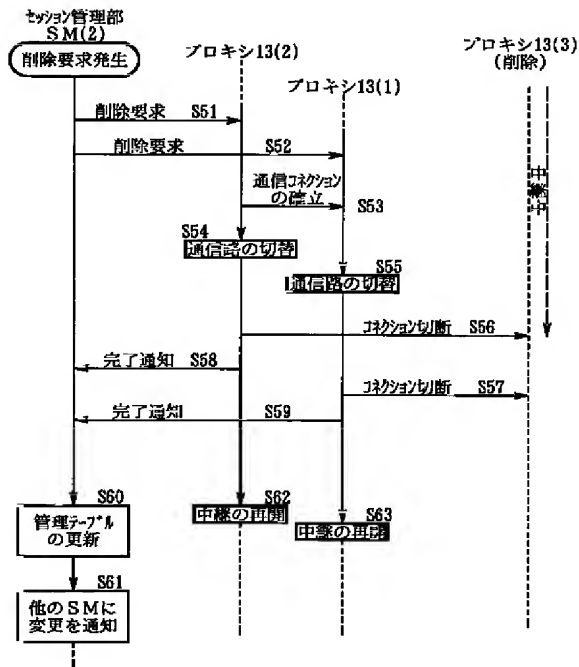 セッション管理部
SM(2)
削除要求発生
プロキシ13(2)
プロキシ13(1)
プロキシ13(3)
(削除)
削除要求 S51
削除要求 S52
通信コネクション
の確立 S53
中継中
S54
通信路の切替
S55
通信路の切替
コネクション切断 S56
完了通知 S58
コネクション切断 S57
完了通知 S59
S60
管理テーブル
の更新
S62
中継の再開
S63
中継の再開
S61
他のSMに
変更を通知